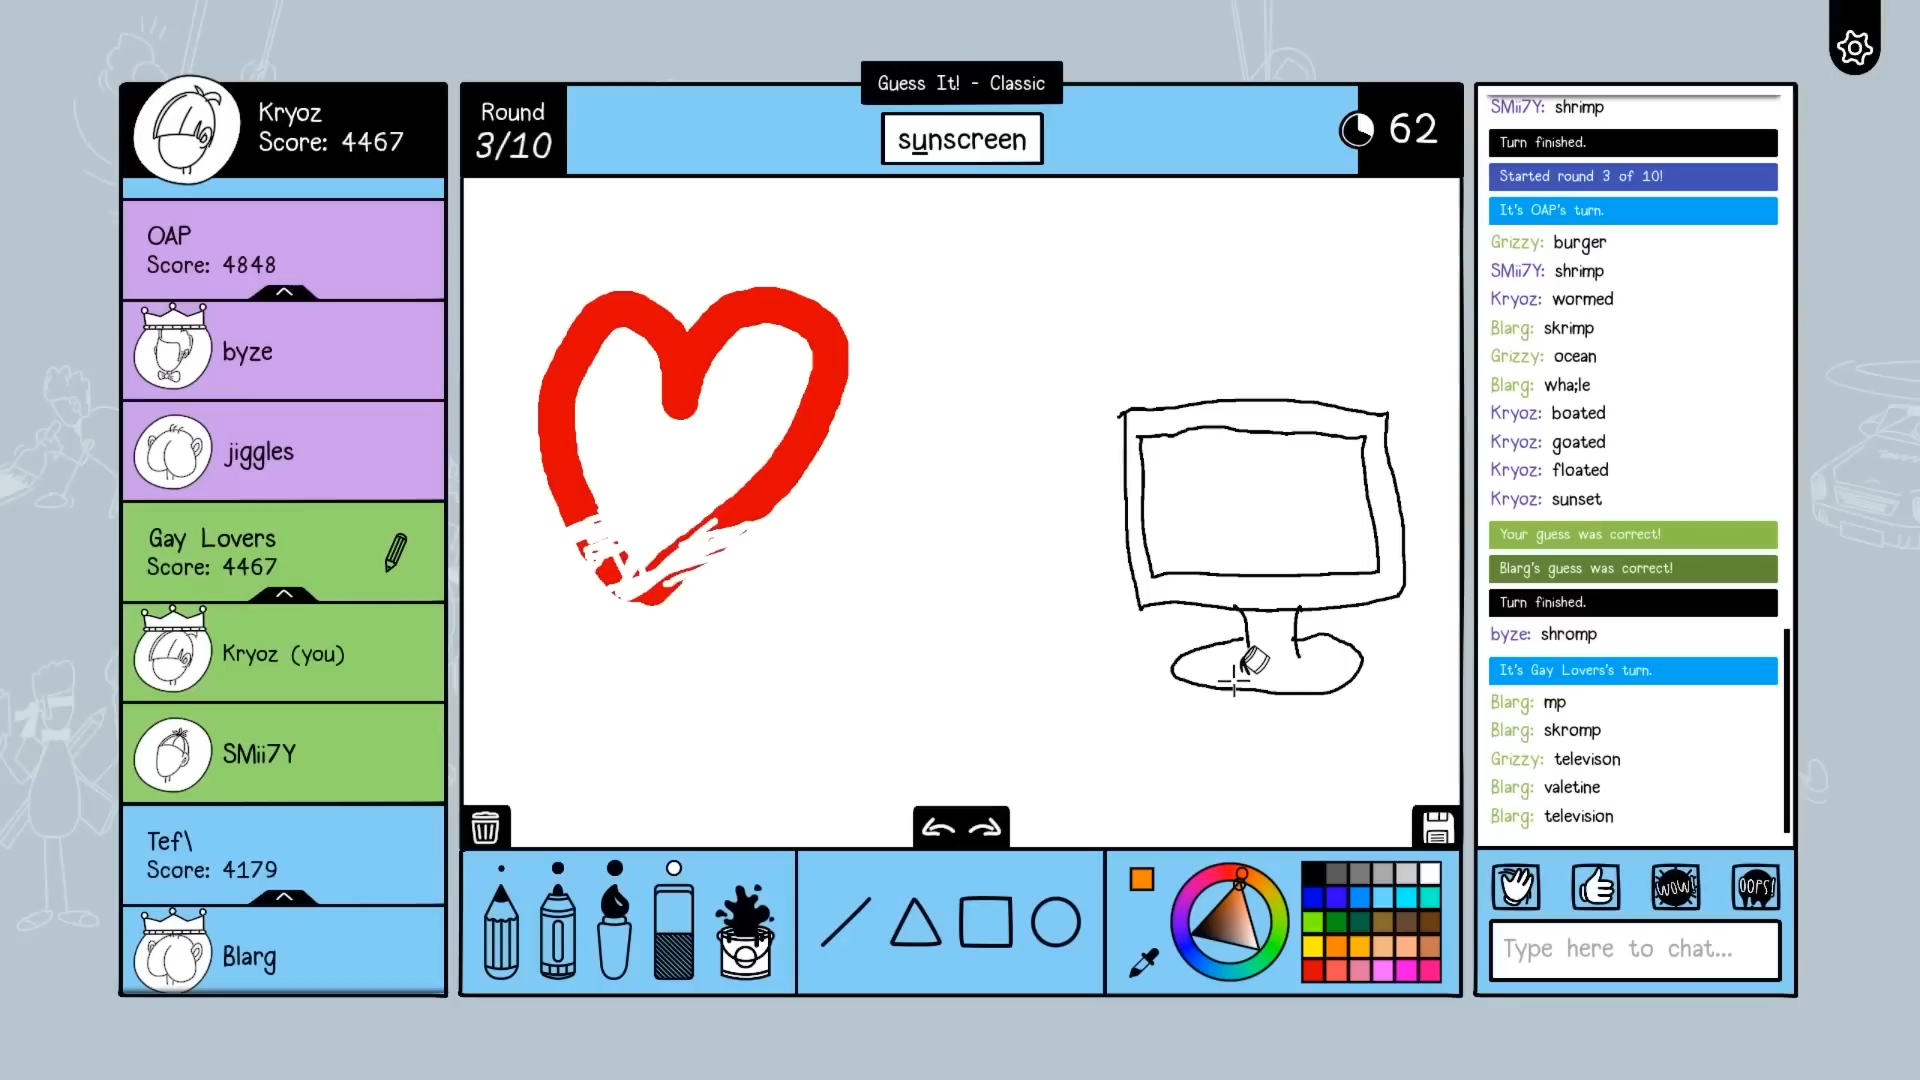 Guess It! - Classic
Kryoz
Score: 4467
Round
3/10
sunscreen
62
OAP
Score: 4848
byze
jiggles
Gay Lovers
Score: 4467
Kryoz (you)
SMii7Y
Tef\
Score: 4179
Blarg
SMii7Y: shrimp
Turn finished.
Started round 3 of 10!
It's OAP's turn.
Grizzy: burger
SMii7Y: shrimp
Kryoz: wormed
Blarg: skrimp
Grizzy: ocean
Blarg: wha;le
Kryoz: boated
Kryoz: goated
Kryoz: floated
Kryoz: sunset
Your guess was correct!
Blarg's guess was correct!
Turn finished.
byze: shromp
It's Gay Lovers's turn.
Blarg: mp
Blarg: skromp
Grizzy: televison
Blarg: valetine
Blarg: television
WOW!
OOPS!
Type here to chat...